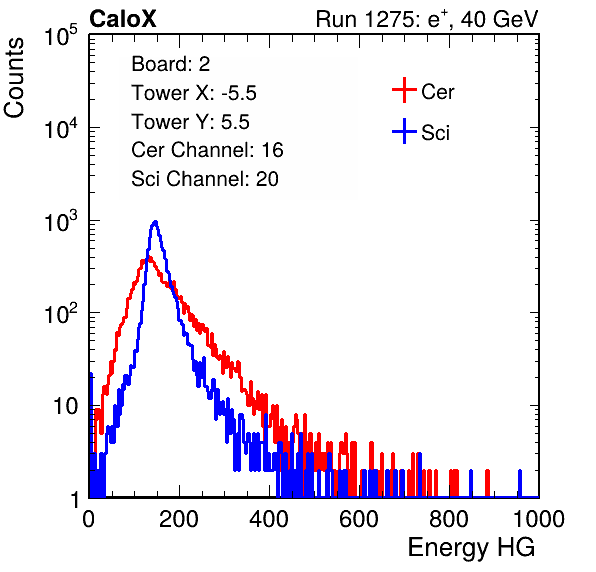 CaloX Run 1275: e⁺, 40 GeV
Counts
Board: 2
Tower X: -5.5
Tower Y: 5.5
Cer Channel: 16
Sci Channel: 20
Cer
Sci
10⁵
10⁴
10³
10²
10
1
0 200 400 600 800 1000
Energy HG